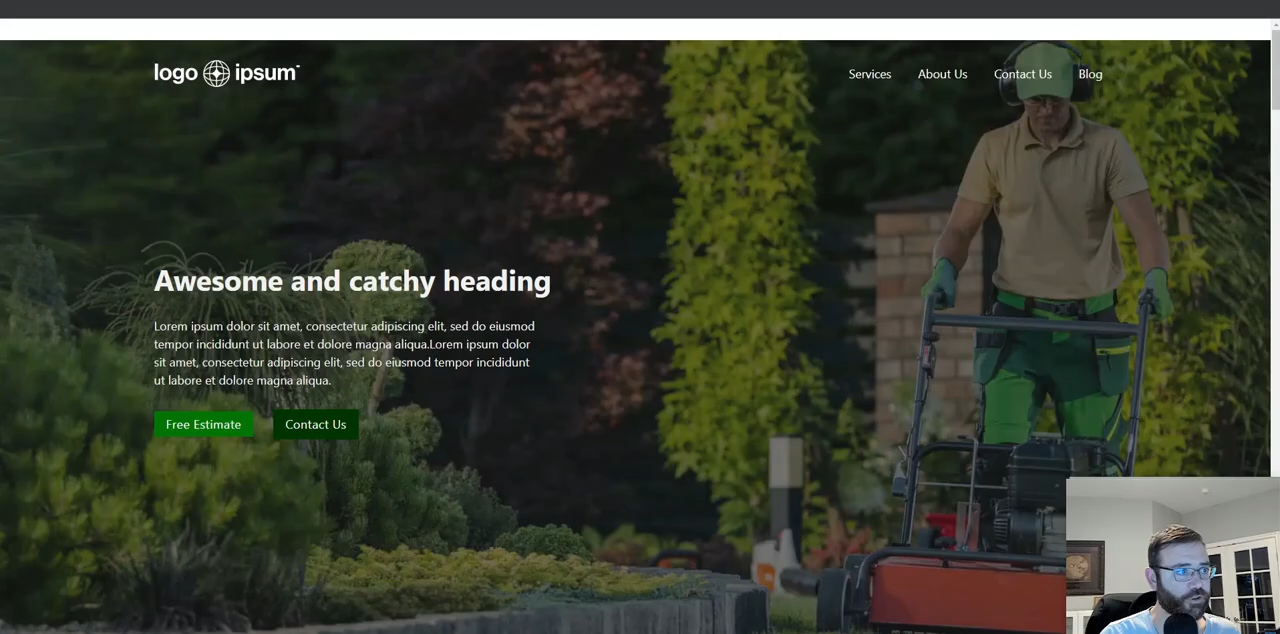 logo ipsum
Services
About Us
Contact Us
Blog
Awesome and catchy heading
Lorem ipsum dolor sit amet, consectetur adipiscing elit, sed do eiusmod
tempor incididunt ut labore et dolore magna aliqua.Lorem ipsum dolor
sit amet, consectetur adipiscing elit, sed do eiusmod tempor incididunt
ut labore et dolore magna aliqua.
Free Estimate
Contact Us